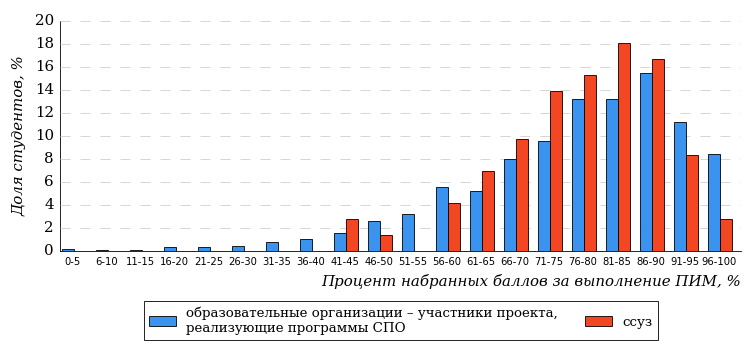 Доля студентов, %
20
18
16
14
12
10
8
6
4
2
0
0-5 6-10 11-15 16-20 21-25 26-30 31-35 36-40 41-45 46-50 51-55 56-60 61-65 66-70 71-75 76-80 81-85 86-90 91-95 96-100
Процент набранных баллов за выполнение ПИМ, %
образовательные организации – участники проекта,
реализующие программы СПО
ссуз